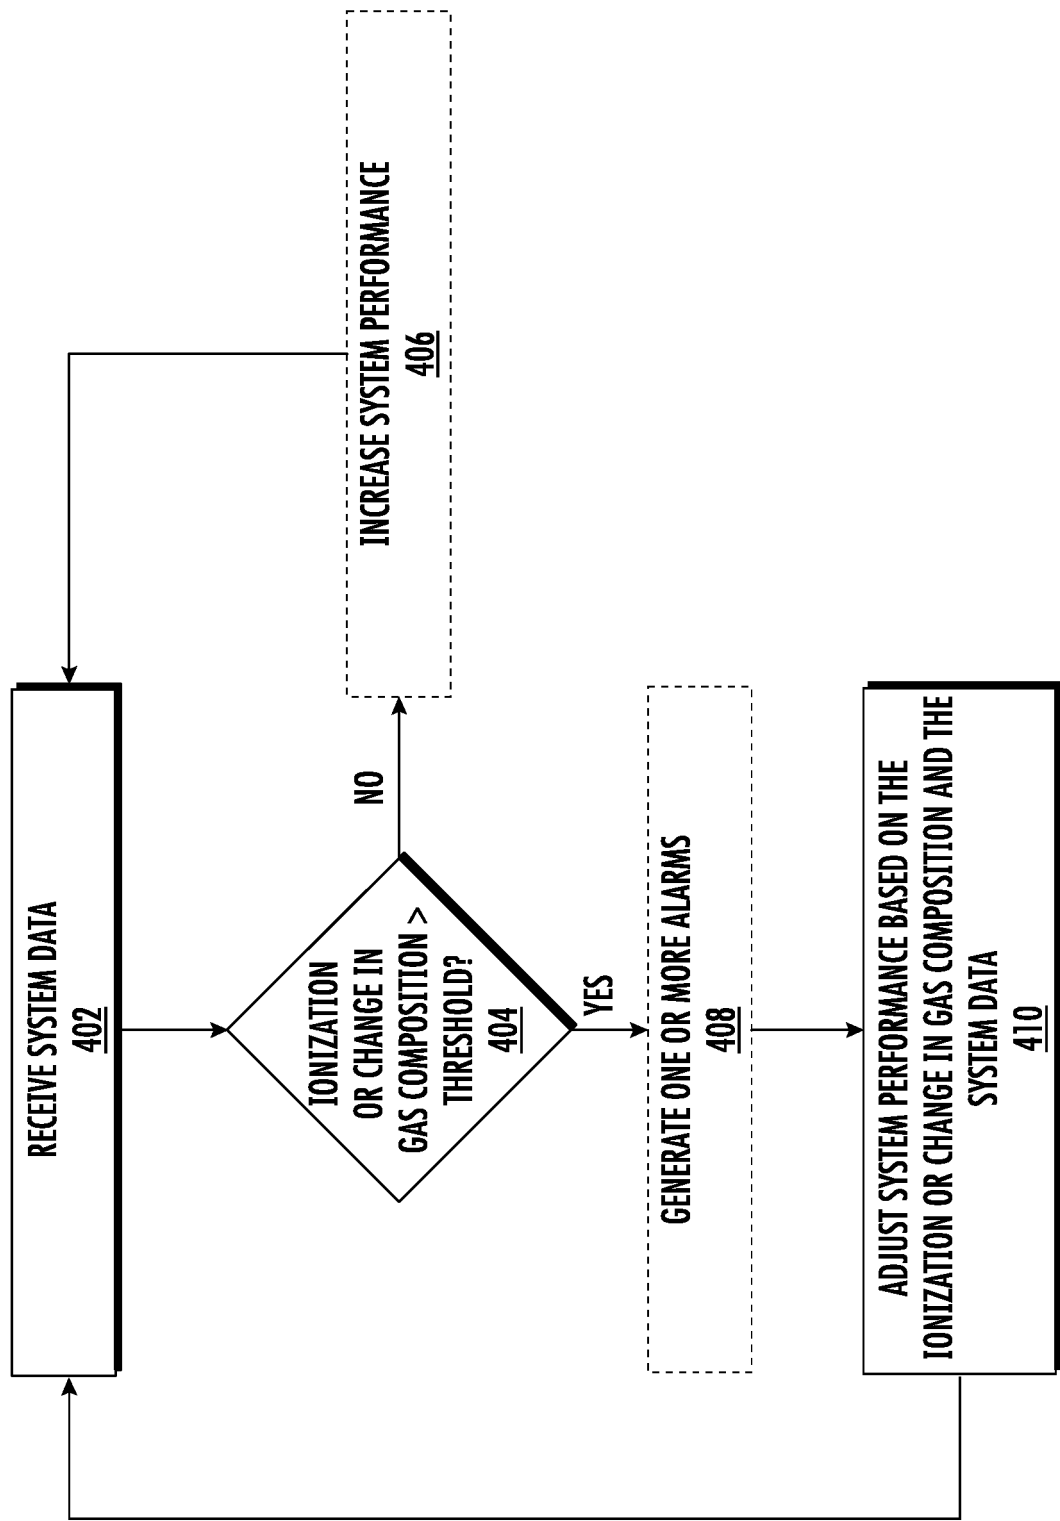 RECEIVE SYSTEM DATA
402
IONIZATION
OR CHANGE IN
GAS COMPOSITION >
THRESHOLD?
404
NO
INCREASE SYSTEM PERFORMANCE
406
YES
GENERATE ONE OR MORE ALARMS
408
ADJUST SYSTEM PERFORMANCE BASED ON THE
IONIZATION OR CHANGE IN GAS COMPOSITION AND THE
SYSTEM DATA
410